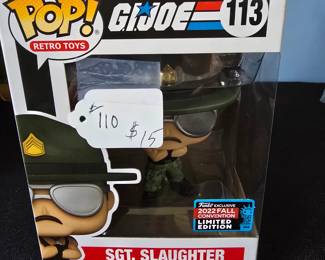 POP!
RETRO TOYS
G.I. JOE
113
# 110
$15
Funko EXCLUSIVE
2022 FALL
CONVENTION
LIMITED
EDITION
SGT. SLAUGHTER